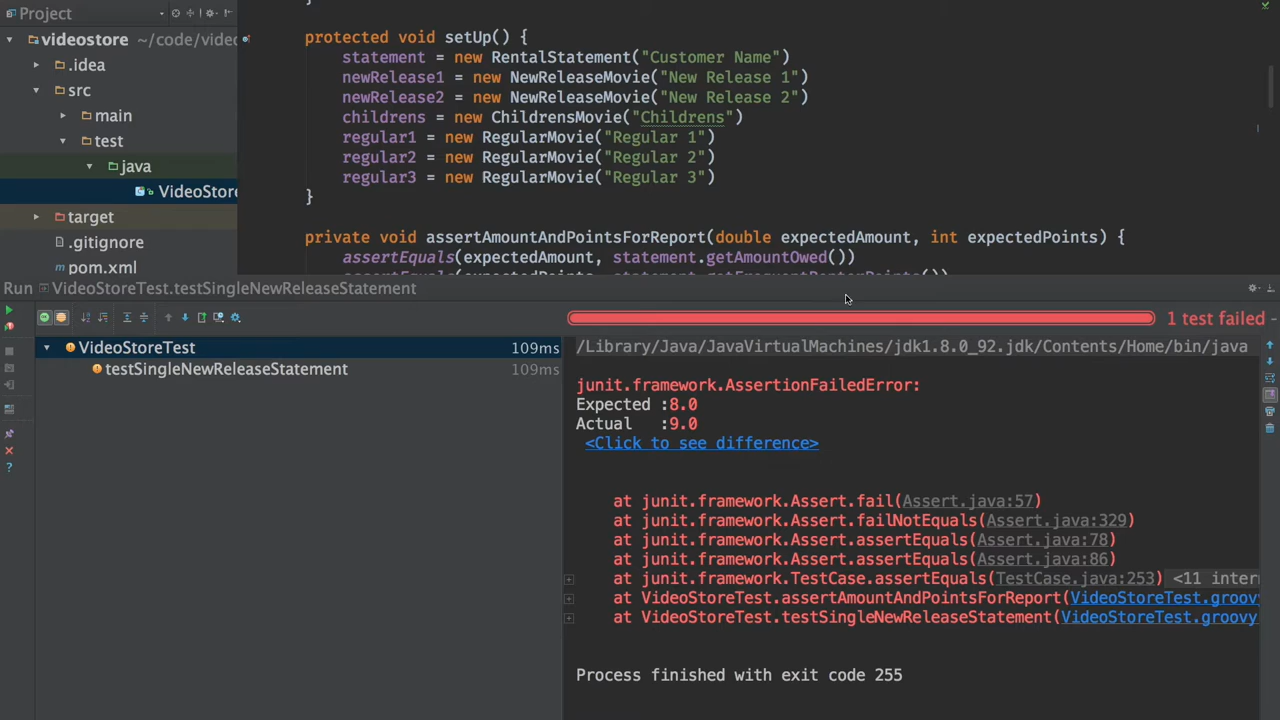 Project
videostore ~/code/video
.idea
src
main
test
java
VideoStore
target
.gitignore
pom.xml
}
protected void setUp() {
statement = new RentalStatement("Customer Name")
newRelease1 = new NewReleaseMovie("New Release 1")
newRelease2 = new NewReleaseMovie("New Release 2")
childrens = new ChildrensMovie("Childrens")
regular1 = new RegularMovie("Regular 1")
regular2 = new RegularMovie("Regular 2")
regular3 = new RegularMovie("Regular 3")
}
private void assertAmountAndPointsForReport(double expectedAmount, int expectedPoints) {
assertEquals(expectedAmount, statement.getAmountOwed())
assertEquals(expectedPoints, statement.getFrequentRenterPoints())
Run VideoStoreTest.testSingleNewReleaseStatement
1 test failed -
VideoStoreTest 109ms
testSingleNewReleaseStatement 109ms
/Library/Java/JavaVirtualMachines/jdk1.8.0_92.jdk/Contents/Home/bin/java
junit.framework.AssertionFailedError:
Expected :8.0
Actual :9.0
<Click to see difference>
at junit.framework.Assert.fail(Assert.java:57)
at junit.framework.Assert.failNotEquals(Assert.java:329)
at junit.framework.Assert.assertEquals(Assert.java:78)
at junit.framework.Assert.assertEquals(Assert.java:86)
at junit.framework.TestCase.assertEquals(TestCase.java:253) <11 intern
at VideoStoreTest.assertAmountAndPointsForReport(VideoStoreTest.groovy
at VideoStoreTest.testSingleNewReleaseStatement(VideoStoreTest.groovy
Process finished with exit code 255